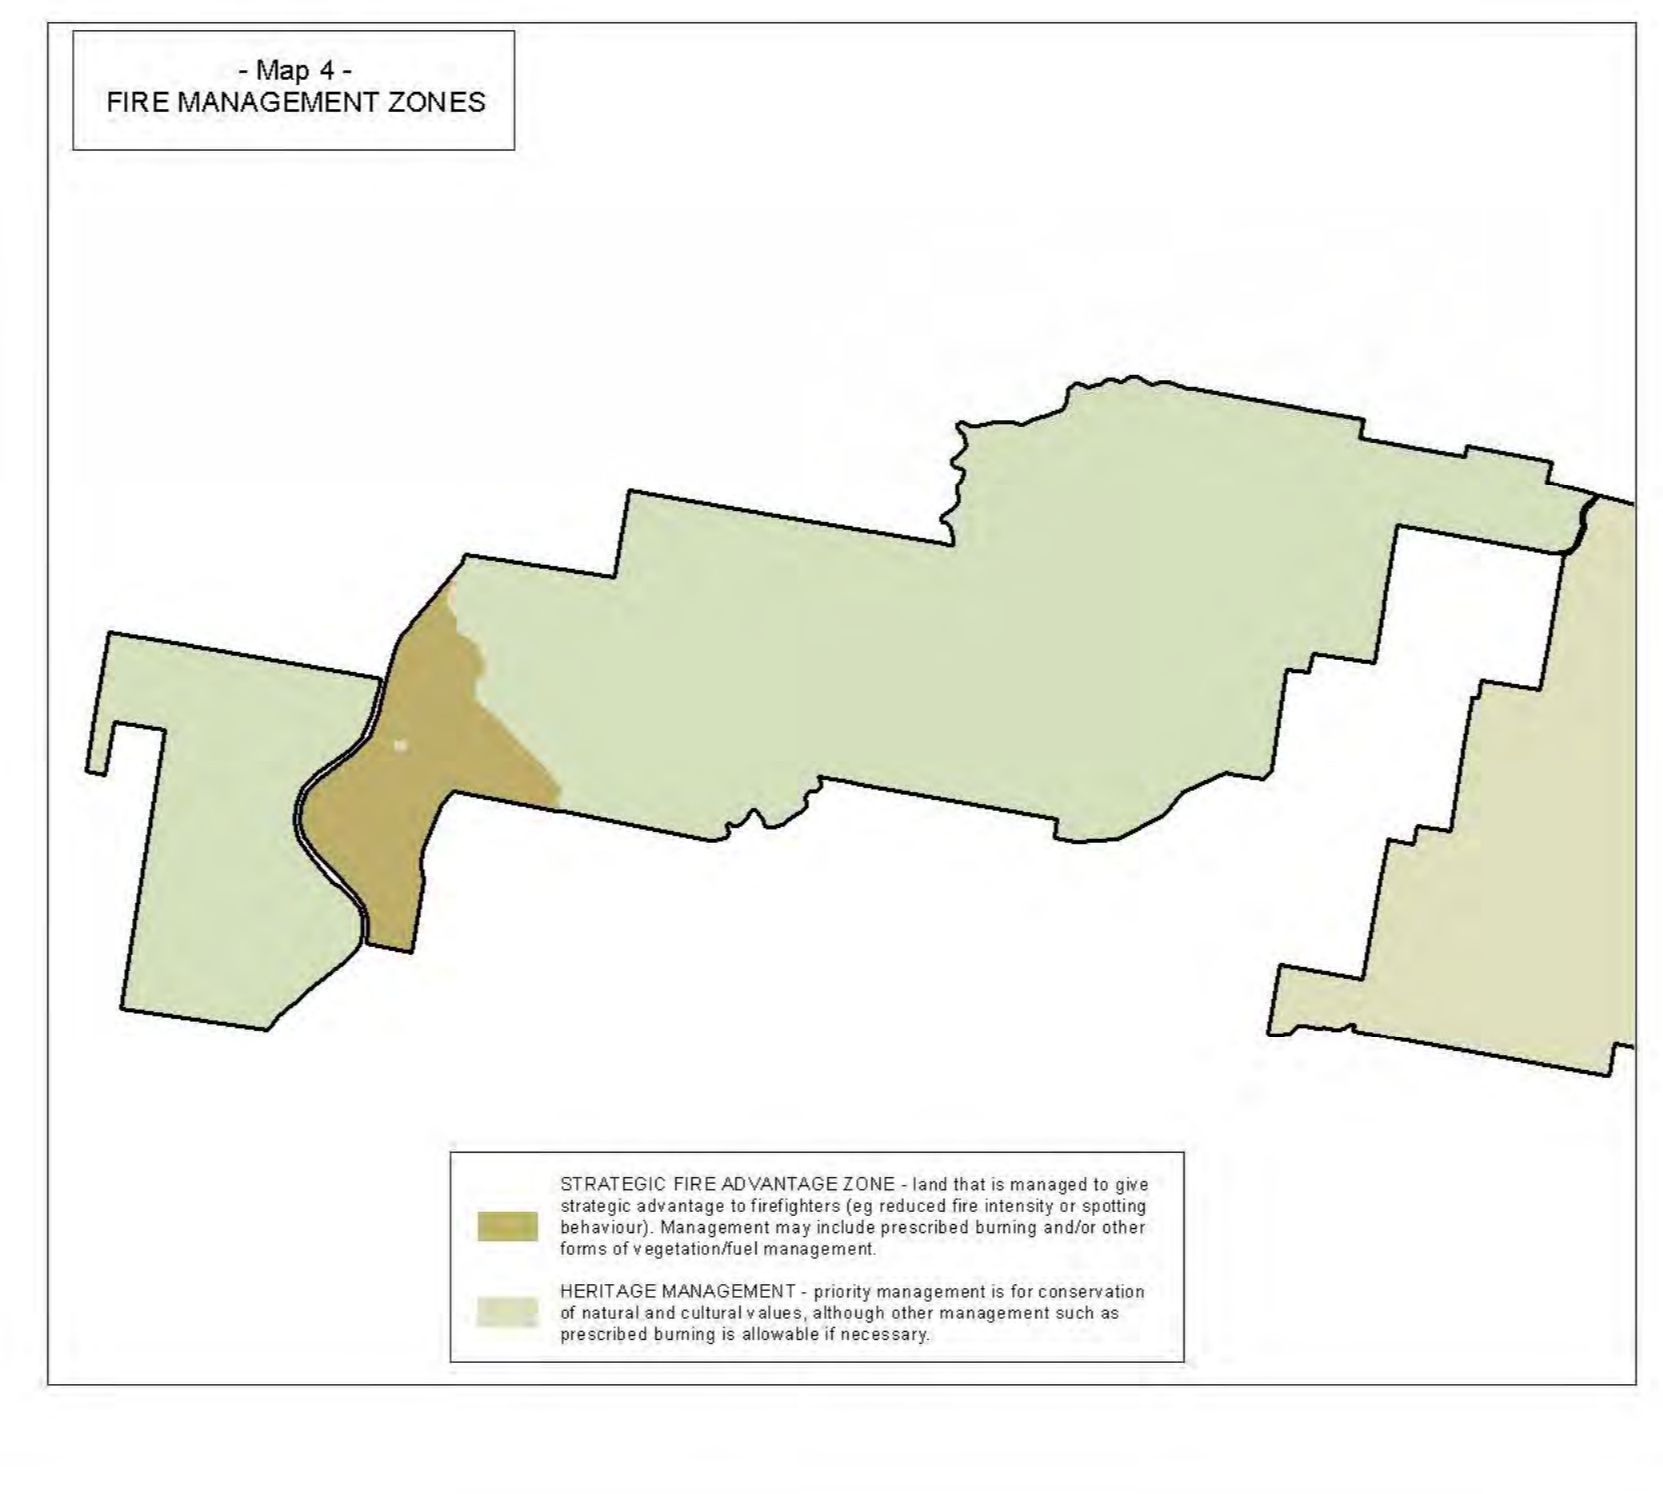 - Map 4 -
FIRE MANAGEMENT ZONES
STRATEGIC FIRE ADVANTAGE ZONE - land that is managed to give
strategic advantage to firefighters (eg reduced fire intensity or spotting
behaviour). Management may include prescribed burning and/or other
forms of vegetation/fuel management.
HERITAGE MANAGEMENT - priority management is for conservation
of natural and cultural values, although other management such as
prescribed burning is allowable if necessary.